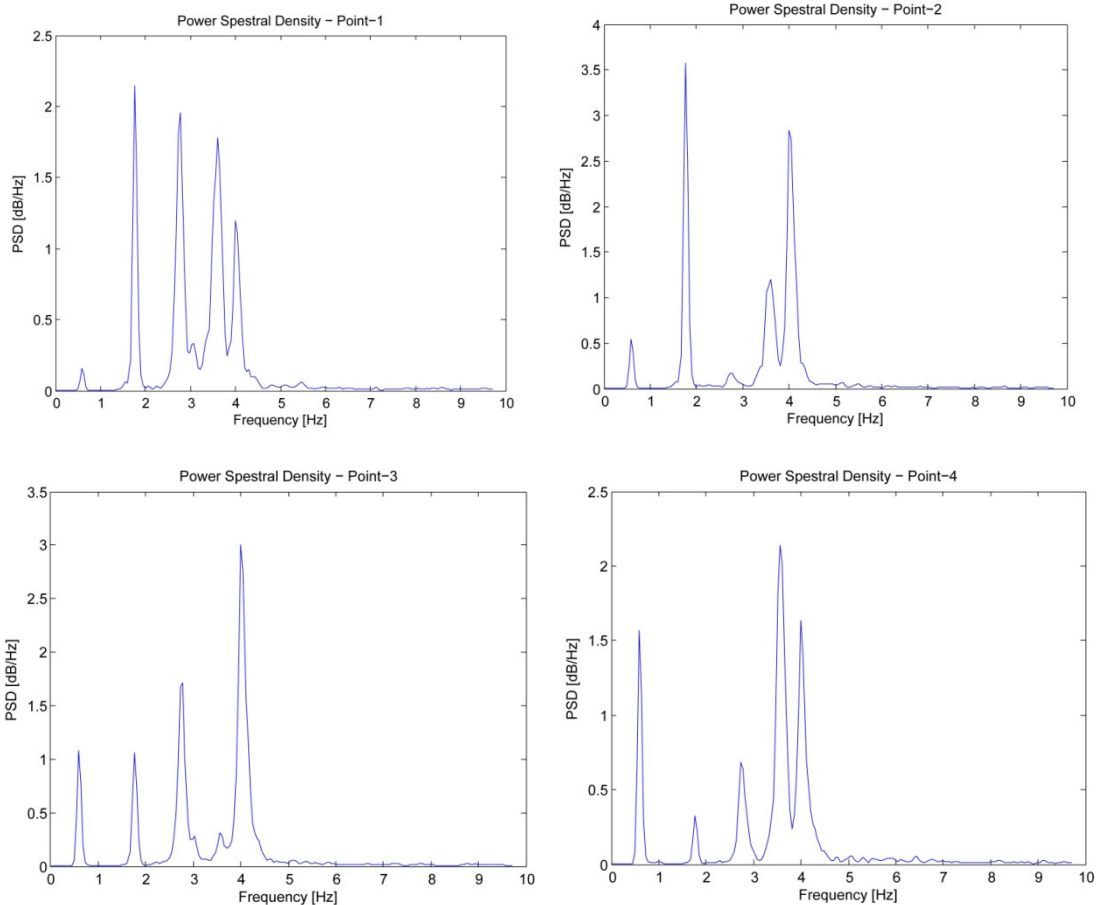 Power Spectral Density − Point−1
2.5
2
1.5
1
0.5
0
PSD [dB/Hz]
0 1 2 3 4 5 6 7 8 9 10
Frequency [Hz]
Power Spectral Density − Point−2
4
3.5
3
2.5
2
1.5
1
0.5
0
PSD [dB/Hz]
0 1 2 3 4 5 6 7 8 9 10
Frequency [Hz]
Power Spectral Density − Point−3
3.5
3
2.5
2
1.5
1
0.5
0
PSD [dB/Hz]
0 1 2 3 4 5 6 7 8 9 10
Frequency [Hz]
Power Spectral Density − Point−4
2.5
2
1.5
1
0.5
0
PSD [dB/Hz]
0 1 2 3 4 5 6 7 8 9 10
Frequency [Hz]